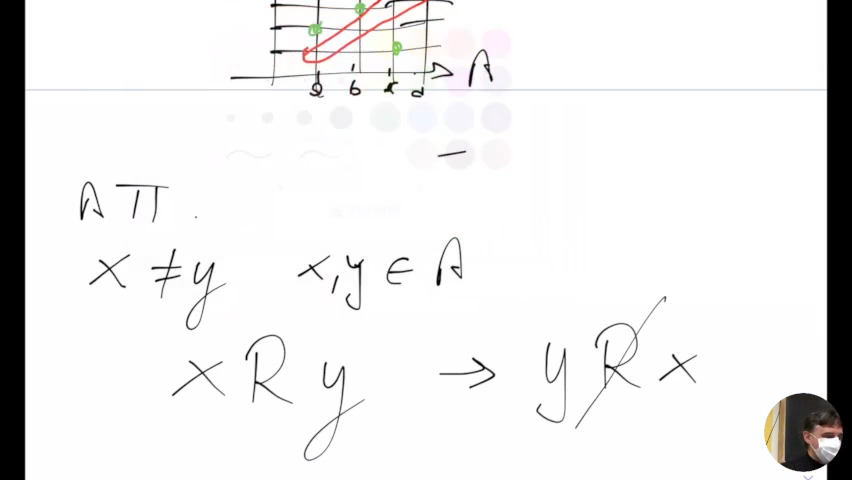 A
a b c d
АП.
x ≠ y x, y ∈ A
x R y → y R̸ x